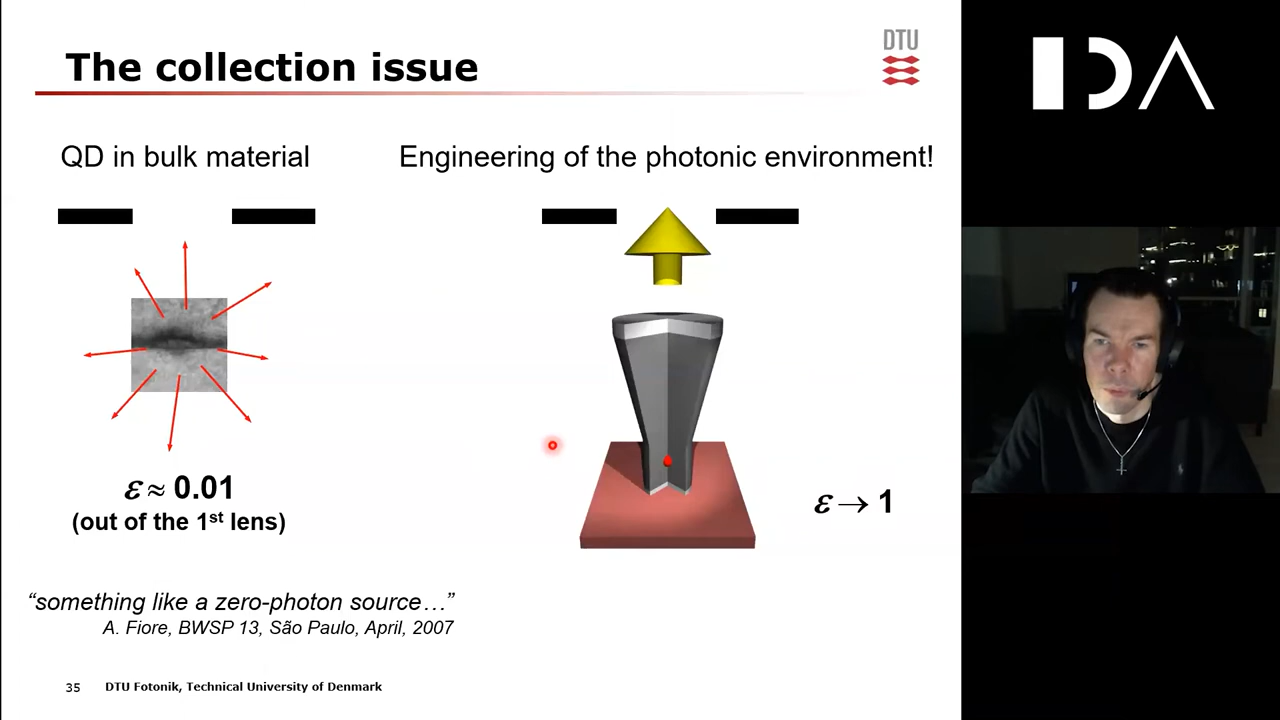 The collection issue
DTU
IDA
QD in bulk material
Engineering of the photonic environment!
ε ≈ 0.01
(out of the 1st lens)
ε → 1
“something like a zero-photon source…”
A. Fiore, BWSP 13, São Paulo, April, 2007
35 DTU Fotonik, Technical University of Denmark